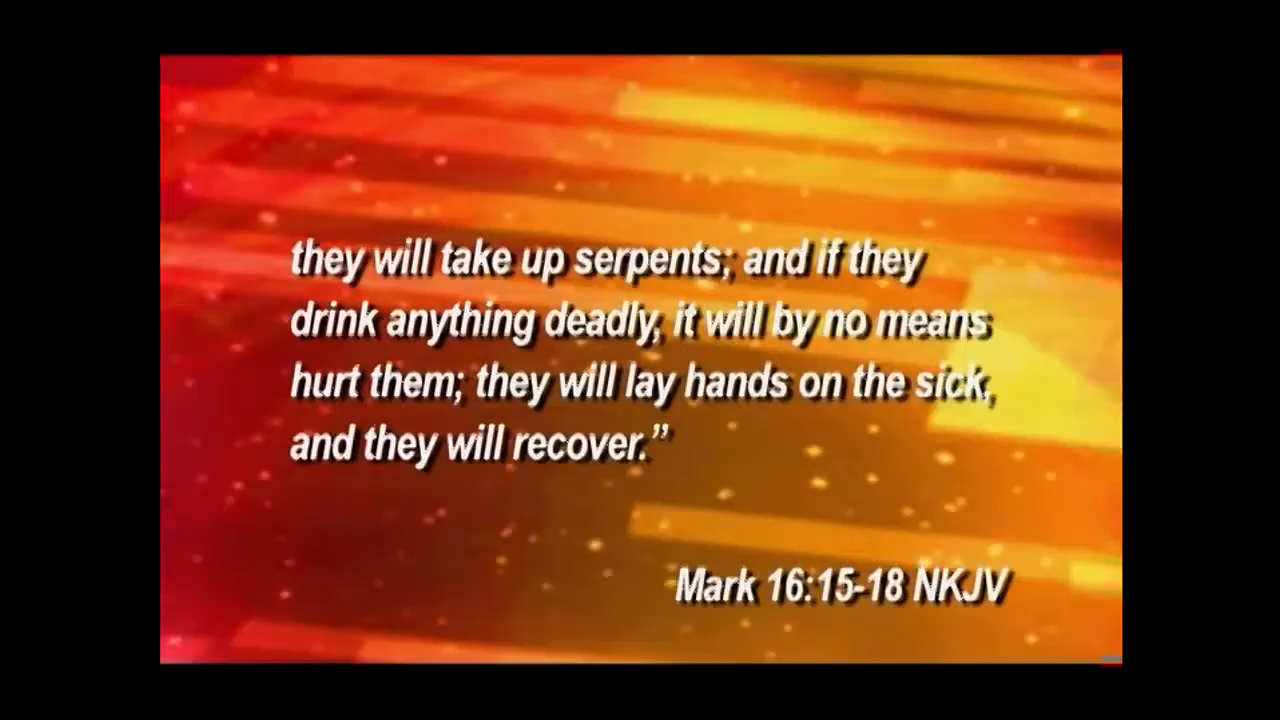 they will take up serpents; and if they
drink anything deadly, it will by no means
hurt them; they will lay hands on the sick,
and they will recover.”
Mark 16:15-18 NKJV